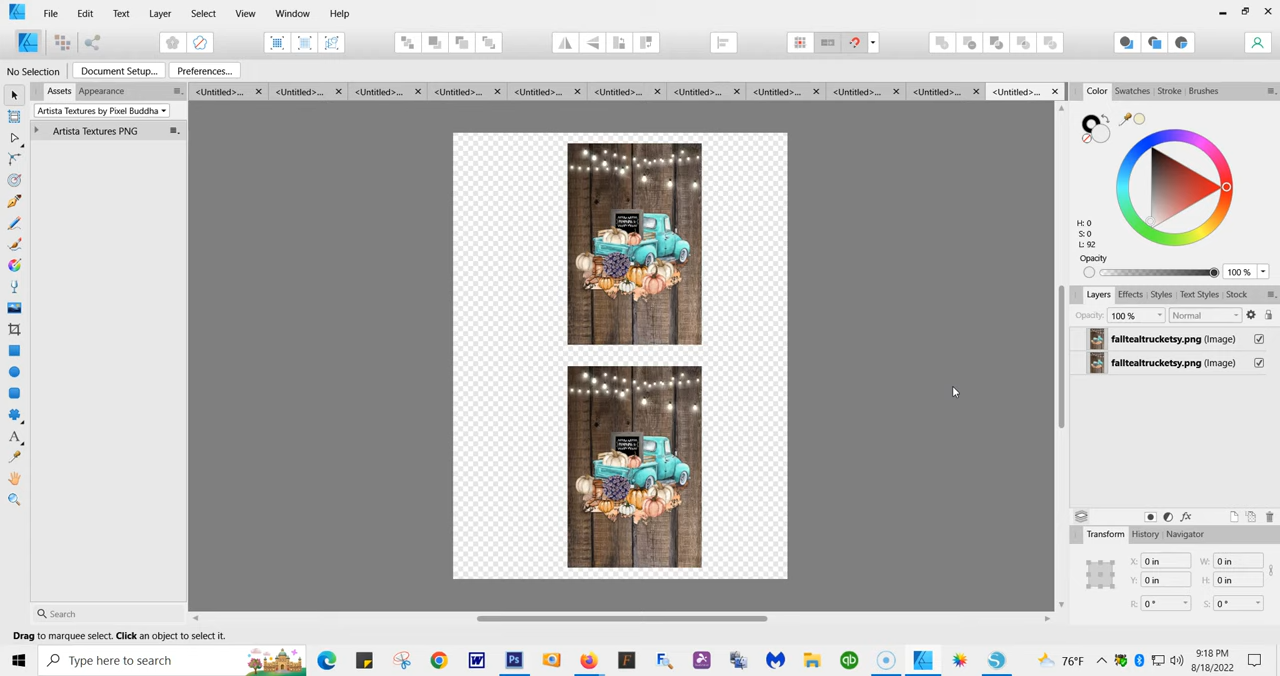 File Edit Text Layer Select View Window Help
No Selection Document Setup... Preferences...
Assets Appearance
<Untitled>... <Untitled>... <Untitled>... <Untitled>... <Untitled>... <Untitled>... <Untitled>... <Untitled>... <Untitled>... <Untitled>... <Untitled>...
Color Swatches Stroke Brushes
Artista Textures by Pixel Buddha
Artista Textures PNG
H: 0
S: 0
L: 92
Opacity
100 %
Layers Effects Styles Text Styles Stock
Opacity: 100 % Normal
falltealtrucketsy.png (Image)
falltealtrucketsy.png (Image)
Transform History Navigator
X: 0 in W: 0 in
Y: 0 in H: 0 in
R: 0 ° S: 0 °
Search
Drag to marquee select. Click an object to select it.
Type here to search
76°F
9:18 PM
8/18/2022